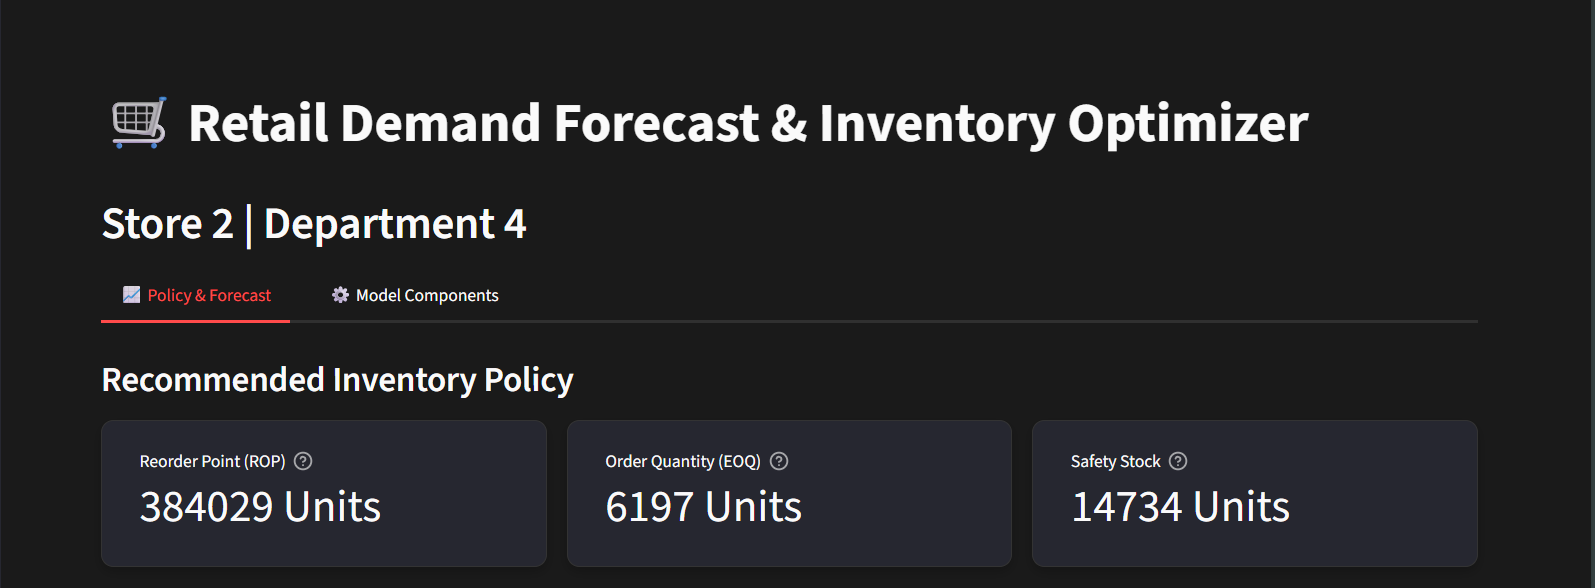 Retail Demand Forecast & Inventory Optimizer
Store 2 | Department 4
Policy & Forecast
Model Components
Recommended Inventory Policy
Reorder Point (ROP)
384029 Units
Order Quantity (EOQ)
6197 Units
Safety Stock
14734 Units